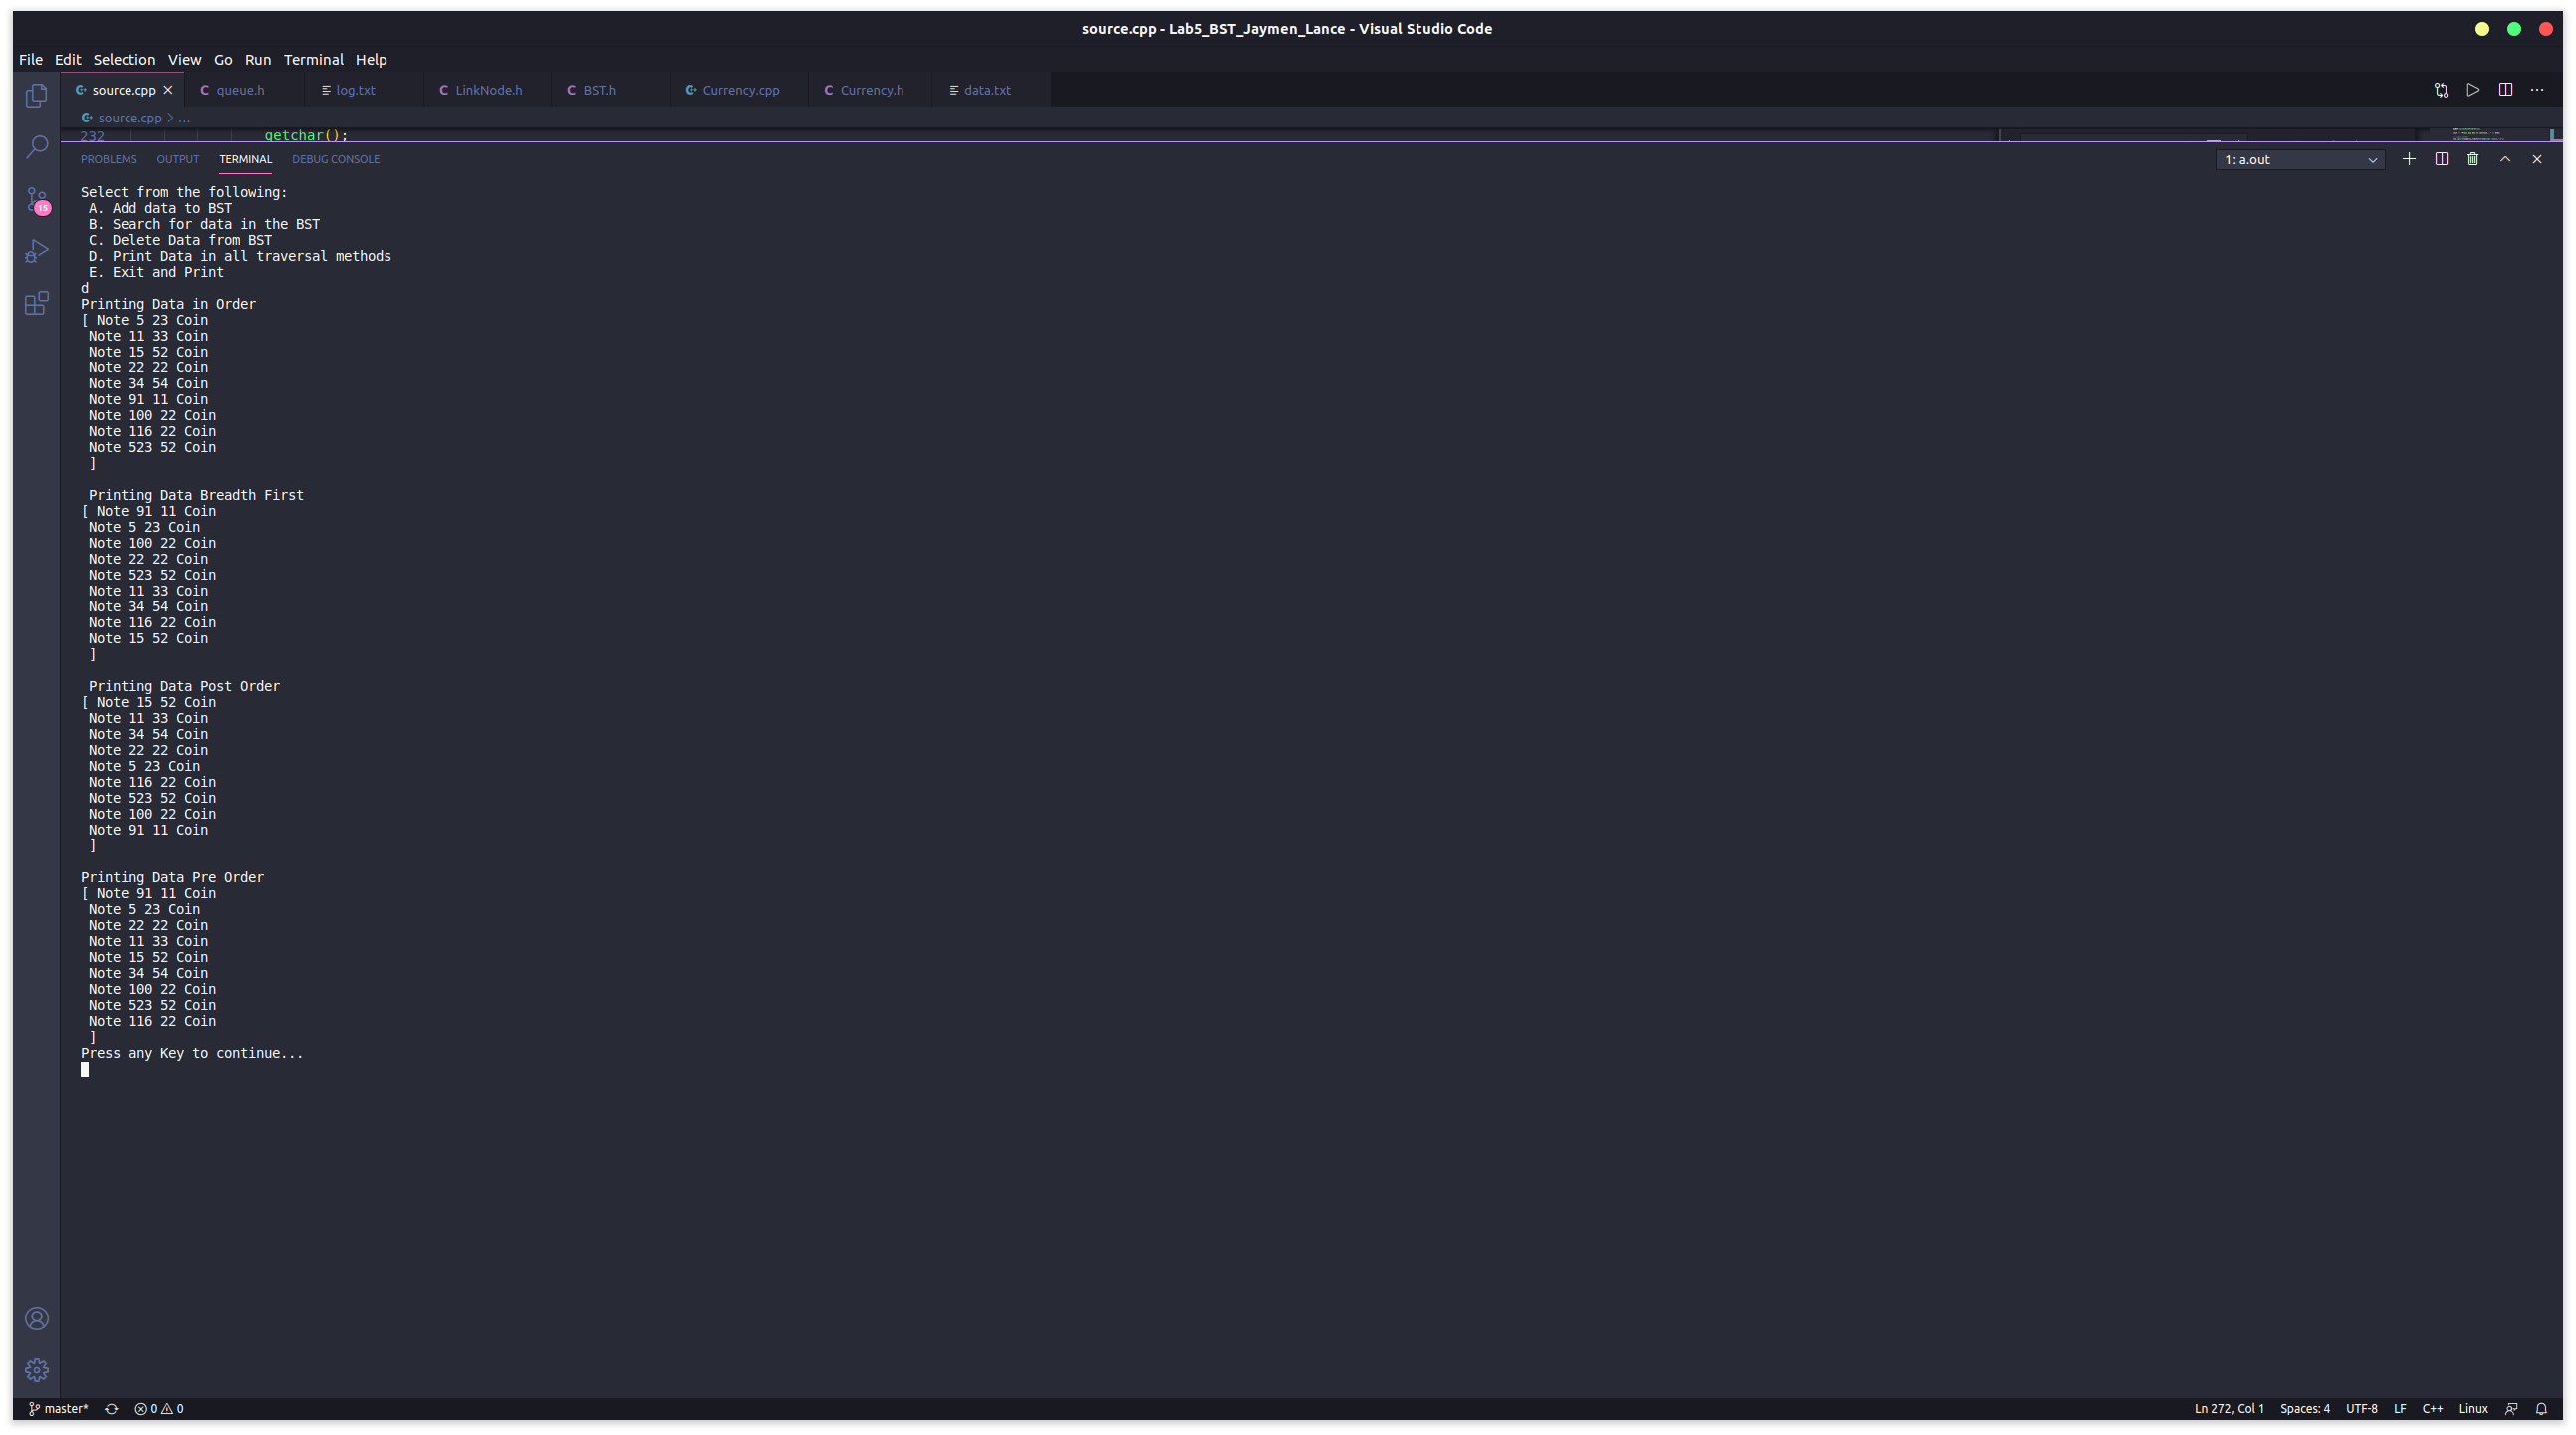 source.cpp - Lab5_BST_Jaymen_Lance - Visual Studio Code
File Edit Selection View Go Run Terminal Help
source.cpp queue.h log.txt LinkNode.h BST.h Currency.cpp Currency.h data.txt
source.cpp > ...
232 getchar();
PROBLEMS OUTPUT TERMINAL DEBUG CONSOLE 1: a.out
15
Select from the following:
A. Add data to BST
B. Search for data in the BST
C. Delete Data from BST
D. Print Data in all traversal methods
E. Exit and Print
d
Printing Data in Order
[ Note 5 23 Coin
Note 11 33 Coin
Note 15 52 Coin
Note 22 22 Coin
Note 34 54 Coin
Note 91 11 Coin
Note 100 22 Coin
Note 116 22 Coin
Note 523 52 Coin
]
Printing Data Breadth First
[ Note 91 11 Coin
Note 5 23 Coin
Note 100 22 Coin
Note 22 22 Coin
Note 523 52 Coin
Note 11 33 Coin
Note 34 54 Coin
Note 116 22 Coin
Note 15 52 Coin
]
Printing Data Post Order
[ Note 15 52 Coin
Note 11 33 Coin
Note 34 54 Coin
Note 22 22 Coin
Note 5 23 Coin
Note 116 22 Coin
Note 523 52 Coin
Note 100 22 Coin
Note 91 11 Coin
]
Printing Data Pre Order
[ Note 91 11 Coin
Note 5 23 Coin
Note 22 22 Coin
Note 11 33 Coin
Note 15 52 Coin
Note 34 54 Coin
Note 100 22 Coin
Note 523 52 Coin
Note 116 22 Coin
]
Press any Key to continue...
master* 0 0 Ln 272, Col 1 Spaces: 4 UTF-8 LF C++ Linux